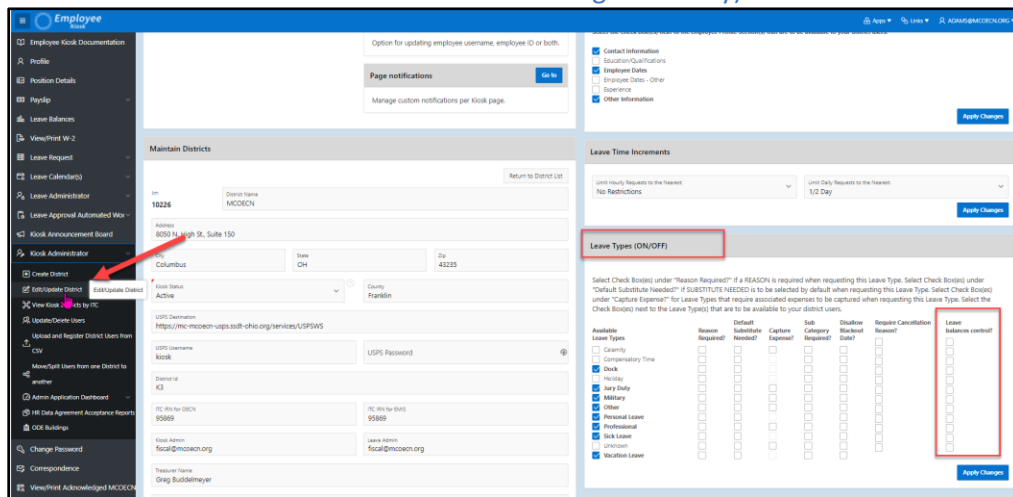 Employee
Kiosk
Apps
Links
ADAMS@MCOECN.ORG
Employee Kiosk Documentation
Profile
Position Details
Payslip
Leave Balances
View/Print W-2
Leave Request
Leave Calendar(s)
Leave Administrator
Leave Approval Automated Wor
Kiosk Announcement Board
Kiosk Administrator
Create District
Edit/Update District
Edit/Update District
View Kiosk Districts by ITC
Update/Delete Users
Upload and Register District Users from
CSV
Move/Split Users from one District to
another
Admin Application Dashboard
HR Data Agreement Acceptance Reports
ODE Buildings
Change Password
Correspondence
View/Print Acknowledged MCOECN
Option for updating employee username, employee ID or both.
Page notifications
Go to
Manage custom notifications per Kiosk page.
Maintain Districts
Return to District List
Irn
10226
District Name
MCOECN
Address
8050 N. High St., Suite 150
City
Columbus
State
OH
Zip
43235
Kiosk Status
Active
County
Franklin
USPS Destination
https://mc-mcoecn-usps.ssdt-ohio.org/services/USPSWS
USPS Username
kiosk
USPS Password
District Id
K3
ITC IRN for OECN
95869
ITC IRN for EMIS
95869
Kiosk Admin
fiscal@mcoecn.org
Leave Admin
fiscal@mcoecn.org
Treasurer Name
Greg Buddelmeyer
Contact Information
Education/Qualifications
Employee Dates
Employee Dates - Other
Experience
Other Information
Apply Changes
Leave Time Increments
Limit Hourly Requests to the Nearest:
No Restrictions
Limit Daily Requests to the Nearest:
1/2 Day
Apply Changes
Leave Types (ON/OFF)
Select Check Box(es) under "Reason Required?" if a REASON is required when requesting this Leave Type. Select Check Box(es) under
"Default Substitute Needed?" if SUBSTITUTE NEEDED is to be selected by default when requesting this Leave Type. Select Check Box(es)
under "Capture Expense?" for Leave Types that require associated expenses to be captured when requesting this Leave Type. Select the
Check Box(es) next to the Leave Type(s) that are to be available to your district users.
Available
Leave Types
Reason
Required?
Default
Substitute
Needed?
Capture
Expense?
Sub
Category
Required?
Disallow
Blackout
Date?
Require Cancellation
Reason?
Leave
balances control?
Calamity
Compensatory Time
Dock
Holiday
Jury Duty
Military
Other
Personal Leave
Professional
Sick Leave
Unknown
Vacation Leave
Apply Changes